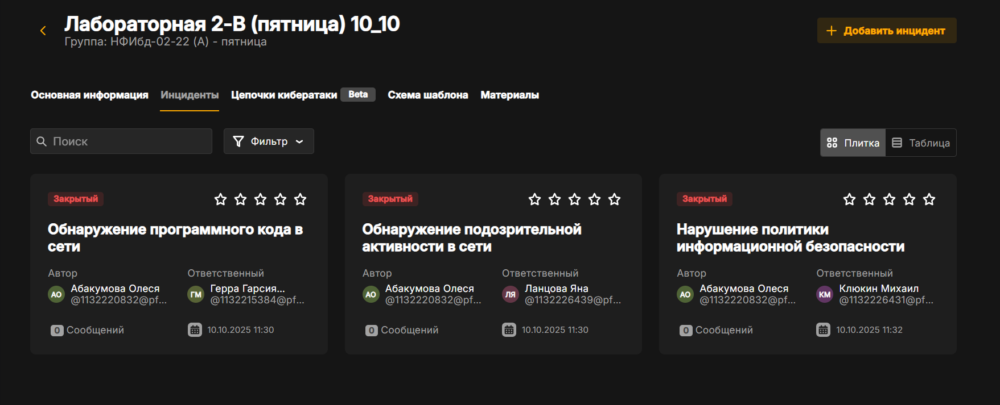 Лабораторная 2-В (пятница) 10_10
Группа: НФИбд-02-22 (А) - пятница
Добавить инцидент
Основная информация Инциденты Цепочки кибератаки Beta Схема шаблона Материалы
Поиск Фильтр Плитка Таблица
Закрытый
Обнаружение программного кода в
сети
Автор Ответственный
АО Абакумова Олеся ГМ Герра Гарсия...
@1132220832@pf... @1132215384@pf...
0 Сообщений 10.10.2025 11:30
Закрытый
Обнаружение подозрительной
активности в сети
Автор Ответственный
АО Абакумова Олеся ЛЯ Ланцова Яна
@1132220832@pf... @1132226439@pf...
0 Сообщений 10.10.2025 11:30
Закрытый
Нарушение политики
информационной безопасности
Автор Ответственный
АО Абакумова Олеся КМ Клюкин Михаил
@1132220832@pf... @1132226431@pf...
0 Сообщений 10.10.2025 11:32